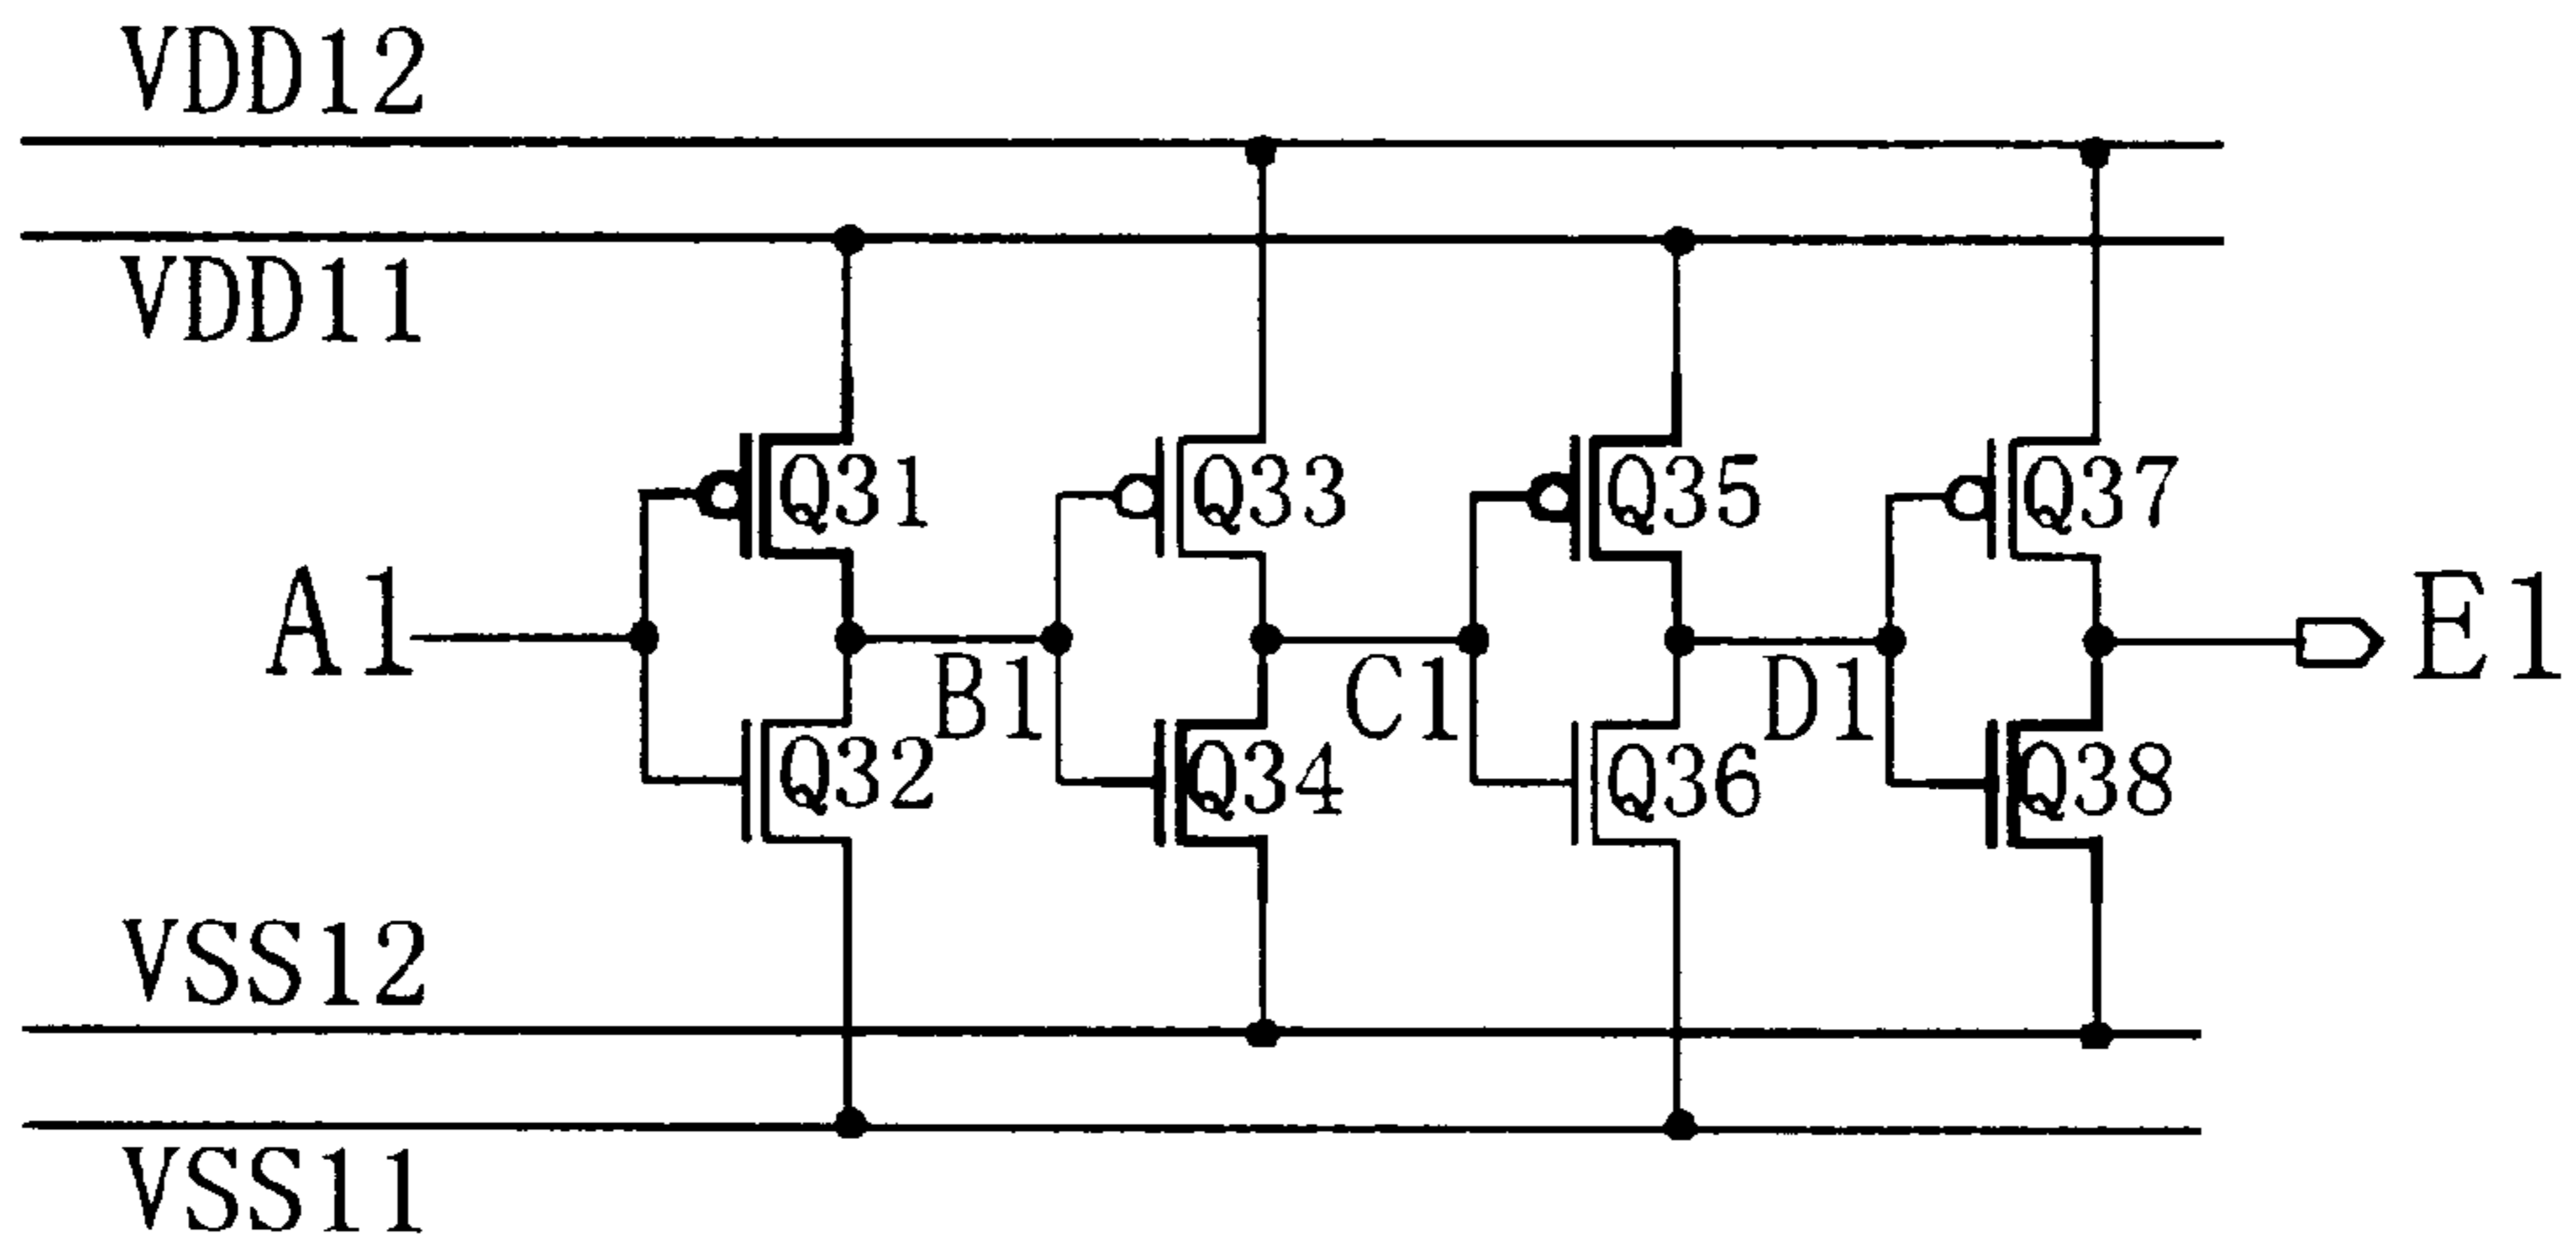 VDD12
VDD11
Q31 Q33 Q35 Q37
A1 B1 C1 D1 E1
Q32 Q34 Q36 Q38
VSS12
VSS11